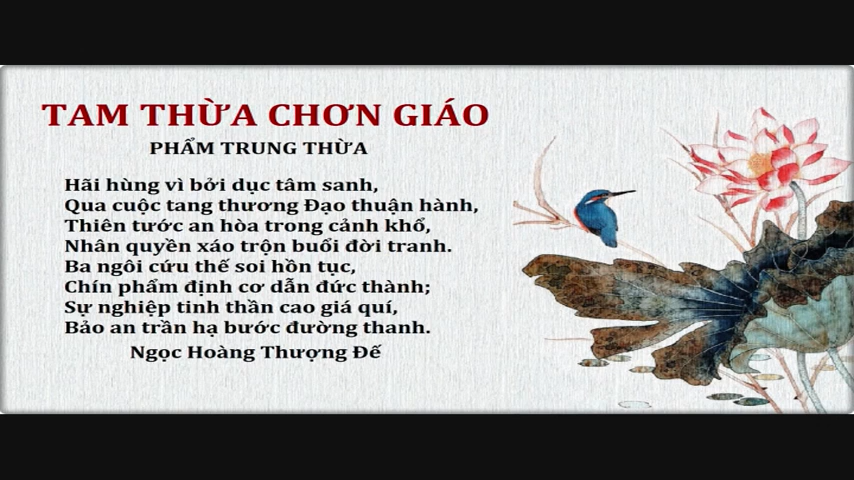 TAM THỪA CHƠN GIÁO
PHẨM TRUNG THỪA
Hãi hùng vì bởi dục tâm sanh,
Qua cuộc tang thương Đạo thuận hành,
Thiên tước an hòa trong cảnh khổ,
Nhân quyền xáo trộn buổi đời tranh.
Ba ngôi cứu thế soi hồn tục,
Chín phẩm định cơ dẫn đức thành;
Sự nghiệp tinh thần cao giá quí,
Bảo an trần hạ bước đường thanh.
Ngọc Hoàng Thượng Đế